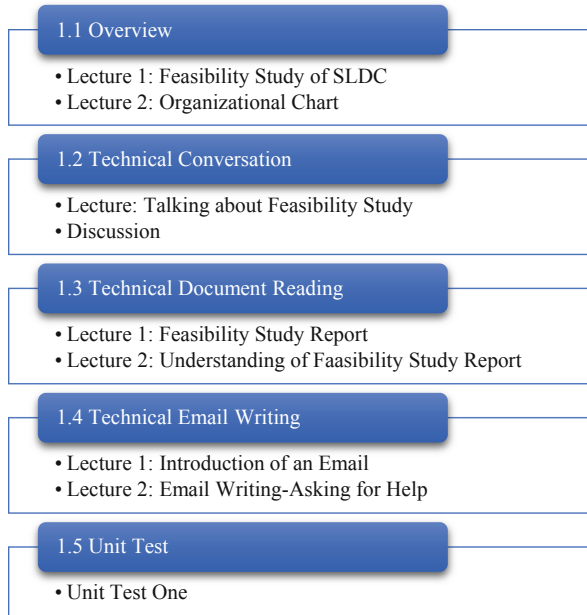 1.1 Overview
• Lecture 1: Feasibility Study of SLDC
• Lecture 2: Organizational Chart
1.2 Technical Conversation
• Lecture: Talking about Feasibility Study
• Discussion
1.3 Technical Document Reading
• Lecture 1: Feasibility Study Report
• Lecture 2: Understanding of Faasibility Study Report
1.4 Technical Email Writing
• Lecture 1: Introduction of an Email
• Lecture 2: Email Writing-Asking for Help
1.5 Unit Test
• Unit Test One